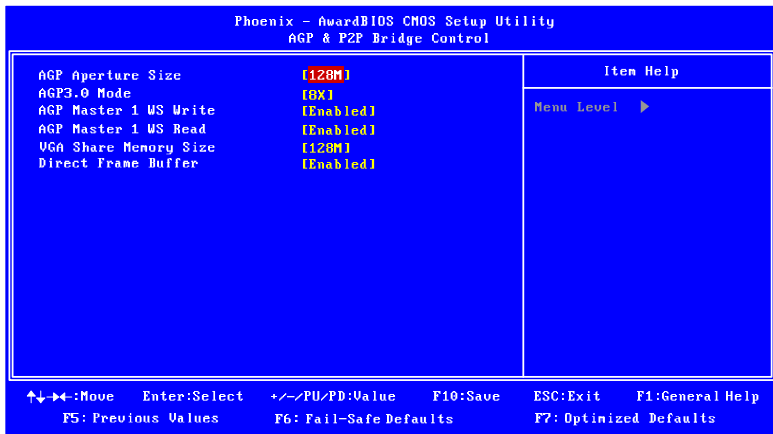 Phoenix - AwardBIOS CMOS Setup Utility
AGP & P2P Bridge Control
AGP Aperture Size [128M]
AGP3.0 Mode [8X]
AGP Master 1 WS Write [Enabled]
AGP Master 1 WS Read [Enabled]
VGA Share Memory Size [128M]
Direct Frame Buffer [Enabled]
Item Help
Menu Level ▶
↑↓→←:Move Enter:Select +/-/PU/PD:Value F10:Save ESC:Exit F1:General Help
F5: Previous Values F6: Fail-Safe Defaults F7: Optimized Defaults